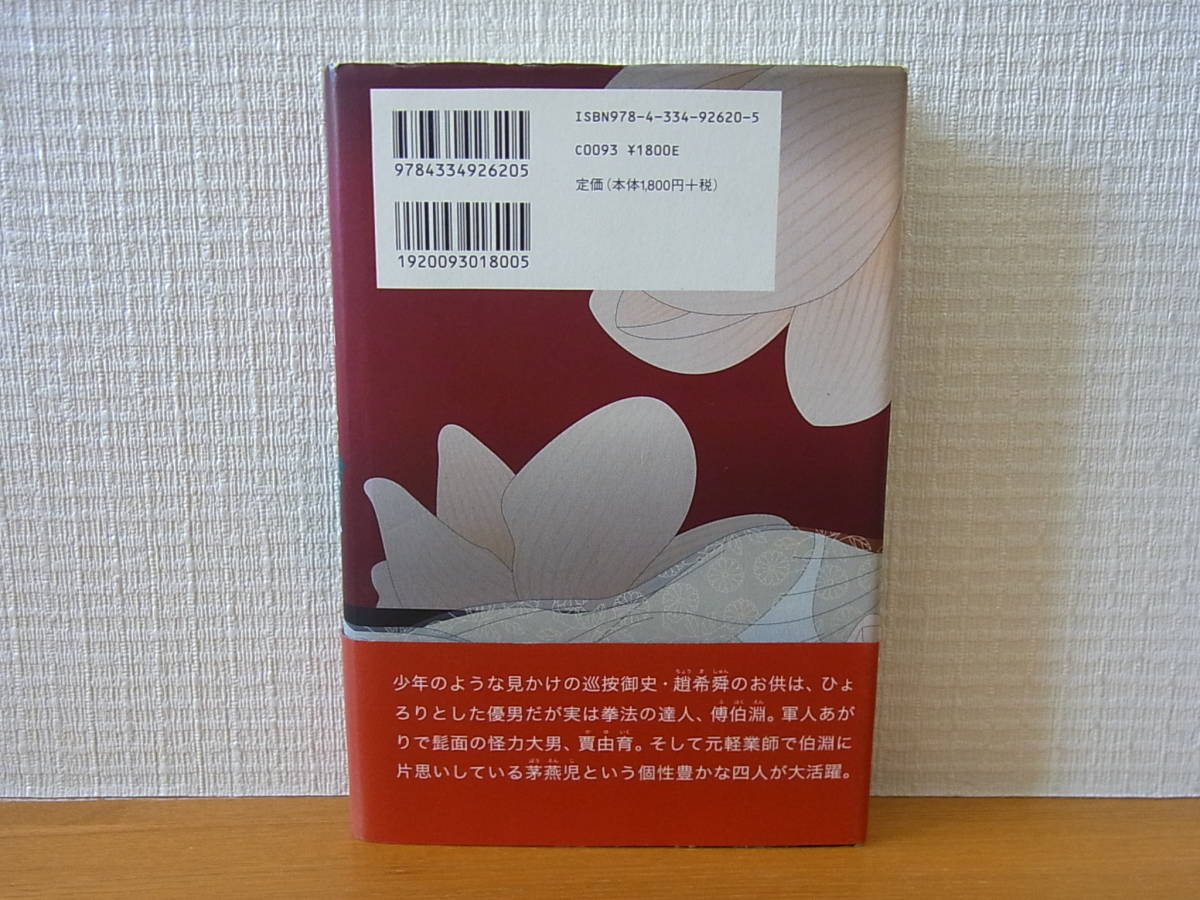 9784334926205
1920093018005
ISBN978-4-334-92620-5
C0093 ¥1800E
定価(本体1,800円+税)
少年のような見かけの巡按御史・趙希舜のお供は、ひょ
ろりとした優男だが実は拳法の達人、傅伯淵。軍人あが
りで髭面の怪力大男、賈由育。そして元軽業師で伯淵に
片思いしている茅燕児という個性豊かな四人が大活躍。